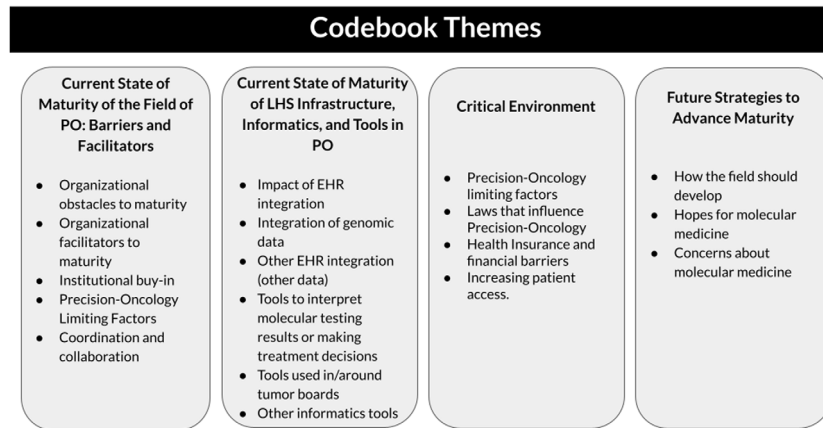 Codebook Themes
Current State of
Maturity of the Field of
PO: Barriers and
Facilitators
● Organizational
obstacles to maturity
● Organizational
facilitators to
maturity
● Institutional buy-in
● Precision-Oncology
Limiting Factors
● Coordination and
collaboration
Current State of Maturity
of LHS Infrastructure,
Informatics, and Tools in
PO
● Impact of EHR
integration
● Integration of genomic
data
● Other EHR integration
(other data)
● Tools to interpret
molecular testing
results or making
treatment decisions
● Tools used in/around
tumor boards
● Other informatics tools
Critical Environment
● Precision-Oncology
limiting factors
● Laws that influence
Precision-Oncology
● Health Insurance and
financial barriers
● Increasing patient
access.
Future Strategies to
Advance Maturity
● How the field should
develop
● Hopes for molecular
medicine
● Concerns about
molecular medicine